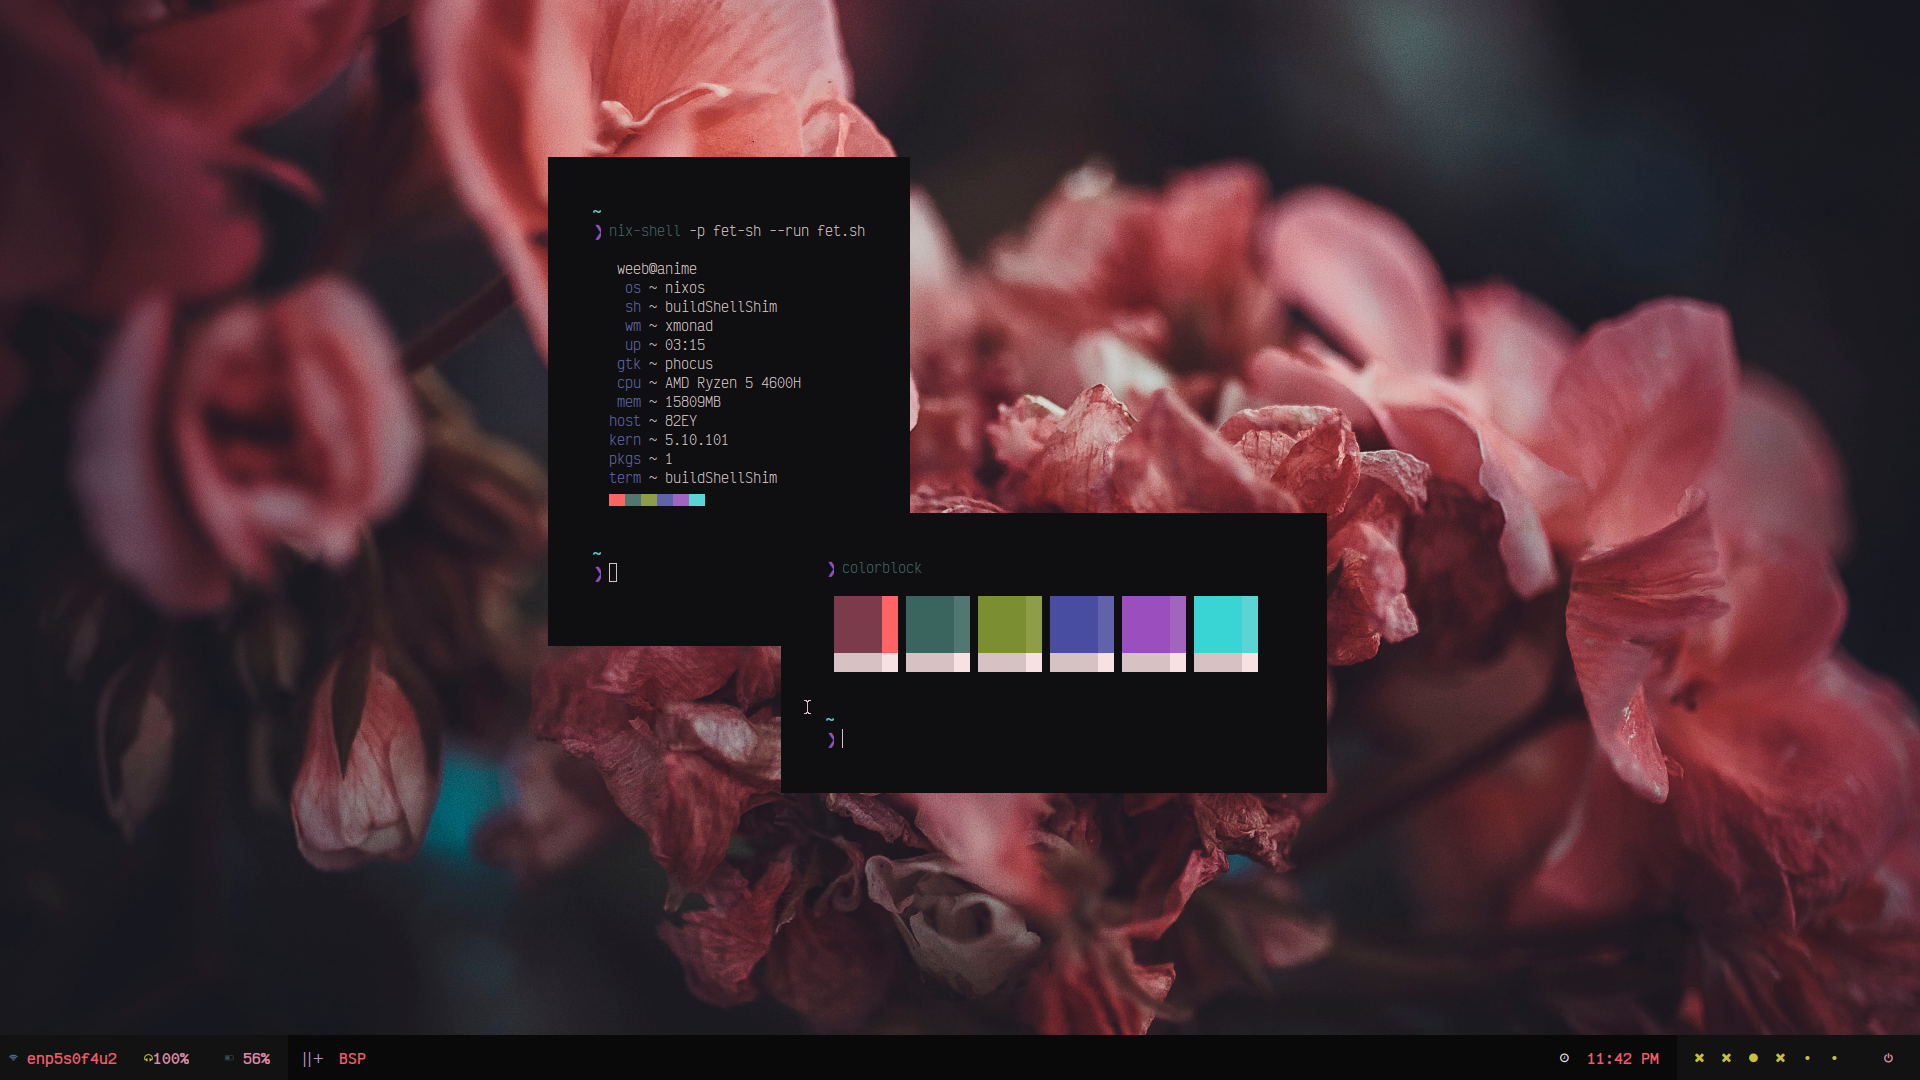 ~
❯ nix-shell -p fet-sh --run fet.sh
weeb@anime
os ~ nixos
sh ~ buildShellShim
wm ~ xmonad
up ~ 03:15
gtk ~ phocus
cpu ~ AMD Ryzen 5 4600H
mem ~ 15809MB
host ~ 82EY
kern ~ 5.10.101
pkgs ~ 1
term ~ buildShellShim
~
❯
❯ colorblock
~
❯
enp5s0f4u2 100% 56% ||+ BSP 11:42 PM